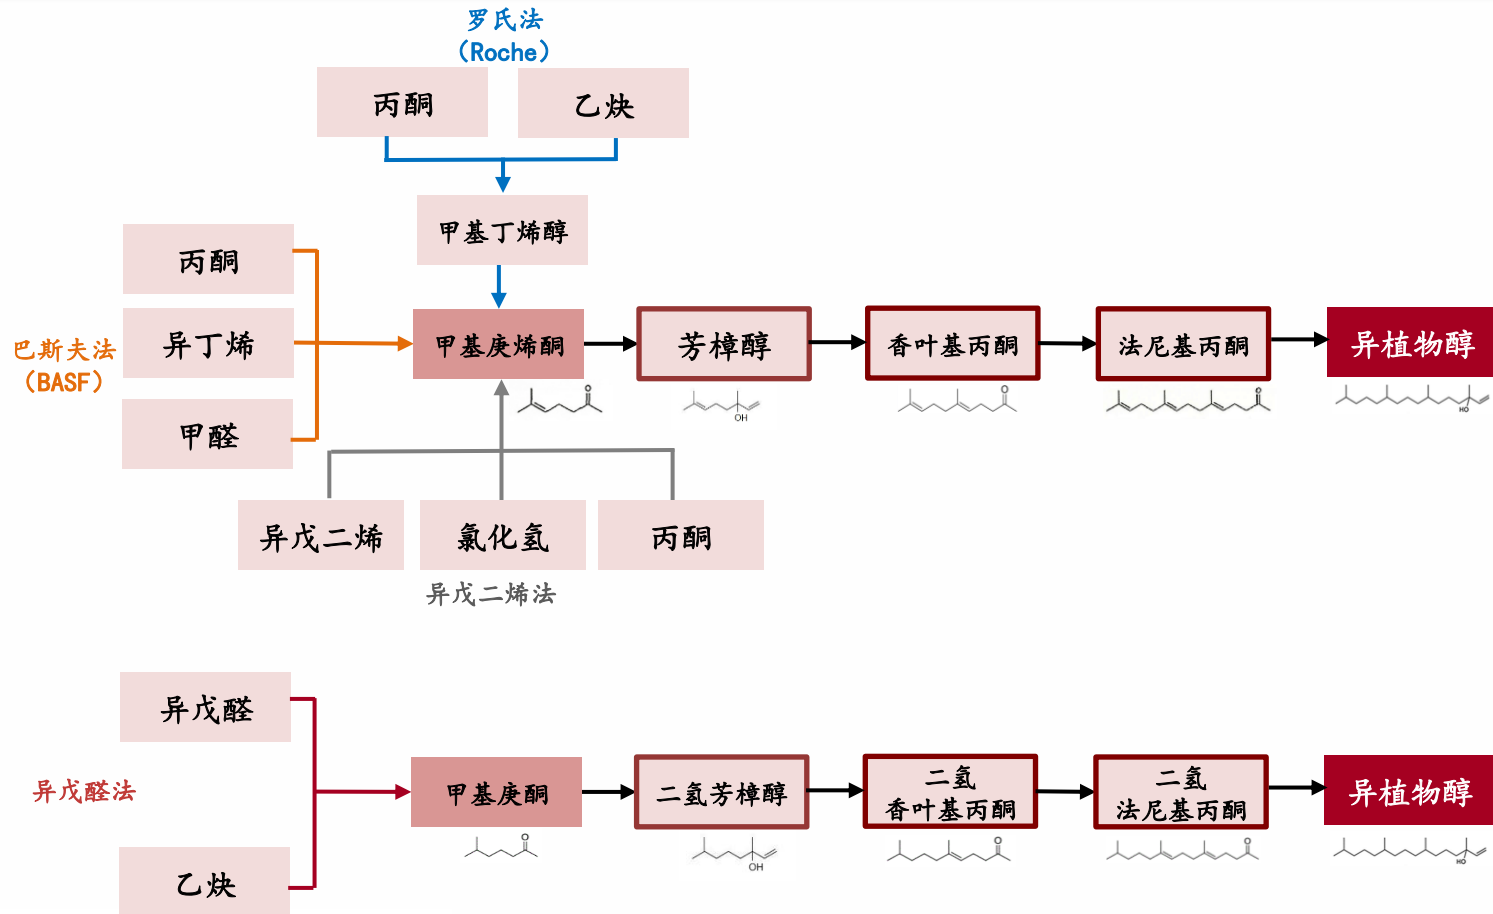 罗氏法
（Roche）
丙酮
乙炔
甲基丁烯醇
丙酮
异丁烯
甲醛
巴斯夫法
（BASF）
甲基庚烯酮
芳樟醇
香叶基丙酮
法尼基丙酮
异植物醇
O
OH
O
O
HO
异戊二烯
氯化氢
丙酮
异戊二烯法
异戊醛
异戊醛法
乙炔
甲基庚酮
二氢芳樟醇
二氢
香叶基丙酮
二氢
法尼基丙酮
异植物醇
O
OH
O
O
HO